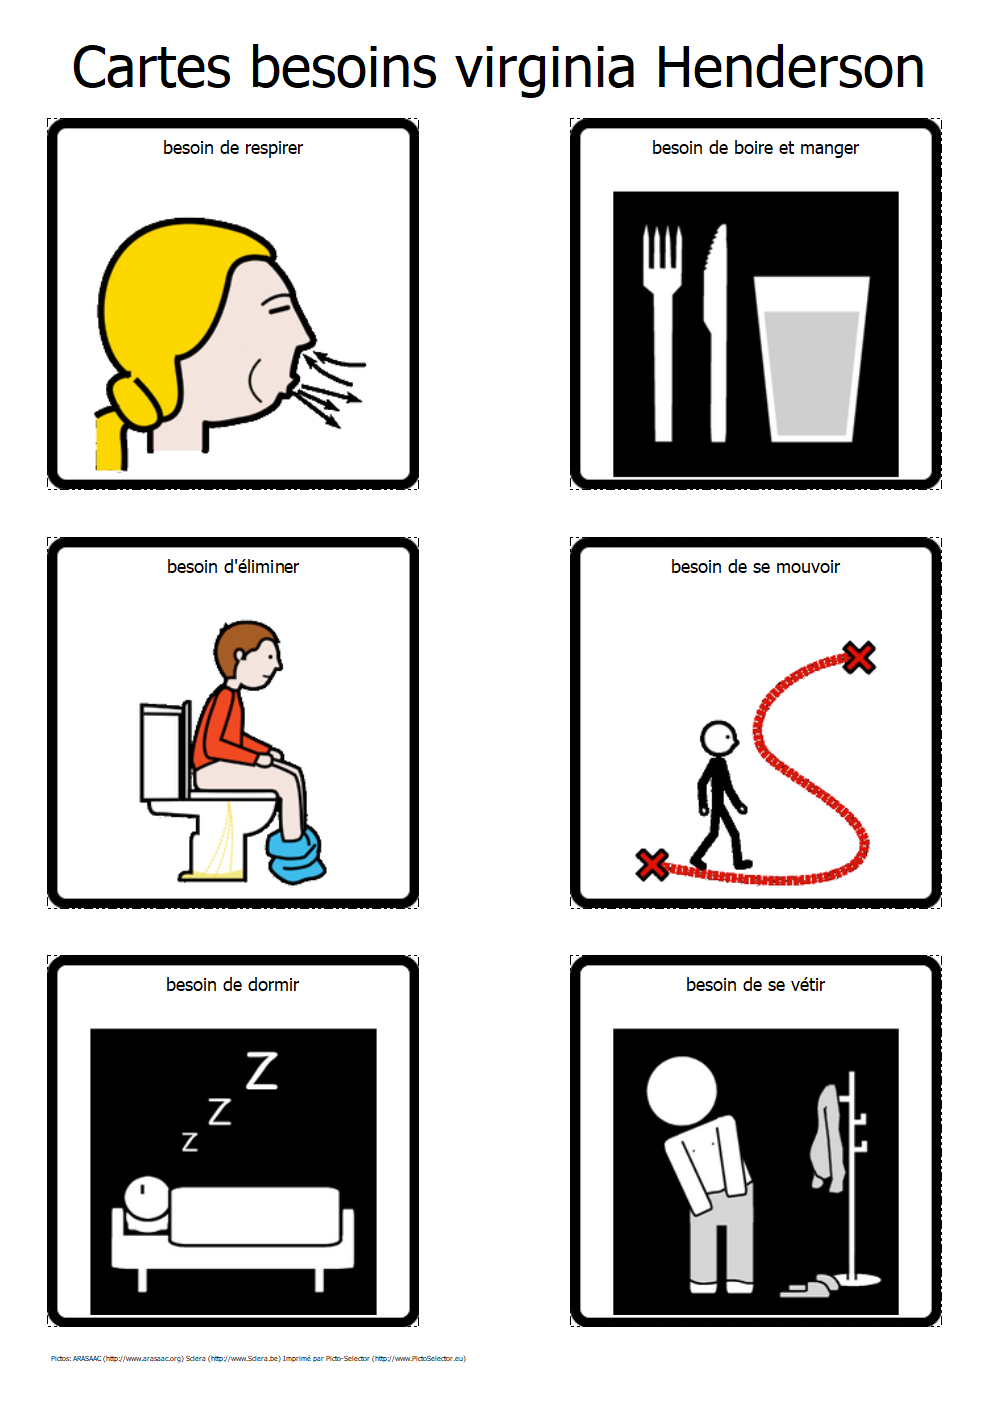 Cartes besoins virginia Henderson
besoin de respirer
besoin de boire et manger
besoin d'éliminer
besoin de se mouvoir
besoin de dormir
z
z
z
besoin de se vétir
Pictos: ARASAAC (http://www.arasaac.org) Sclera (http://www.Sclera.be) Imprimé par Picto-Selector (http://www.PictoSelector.eu)